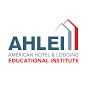 AHLEI
AMERICAN HOTEL & LODGING
EDUCATIONAL INSTITUTE